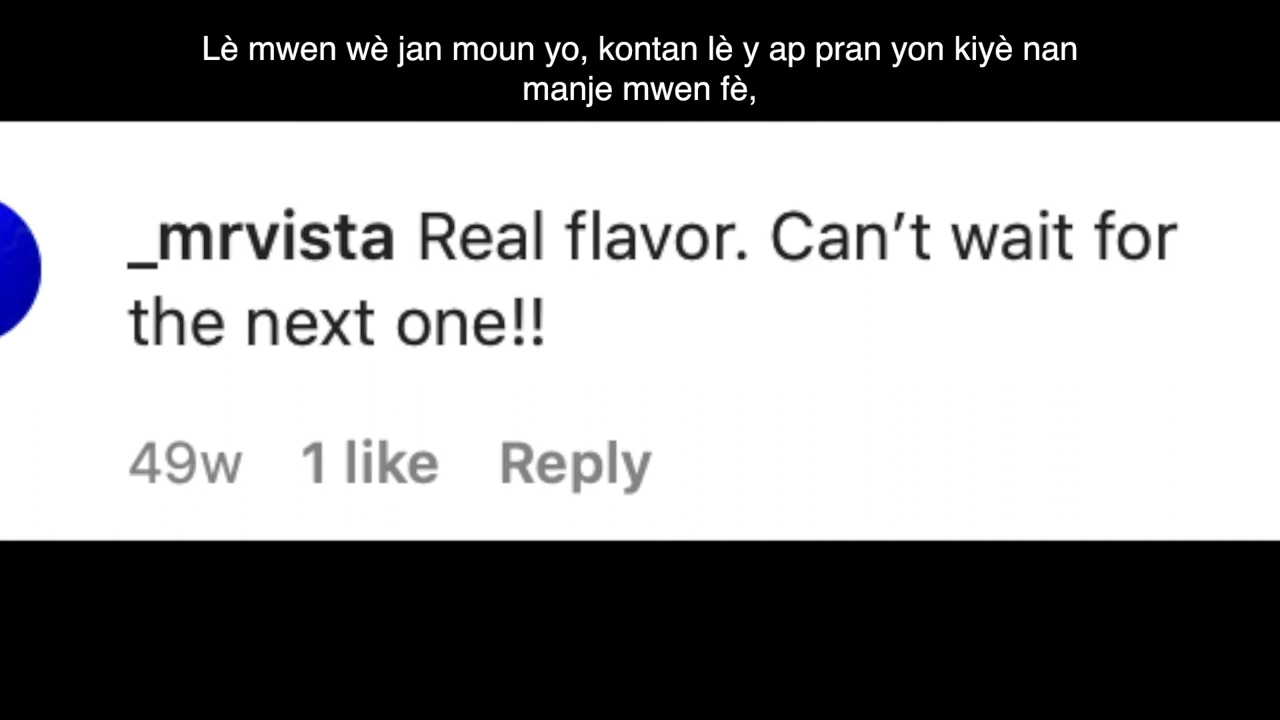 Lè mwen wè jan moun yo, kontan lè y ap pran yon kiyè nan
manje mwen fè,
_mrvista Real flavor. Can’t wait for
the next one!!
49w 1 like Reply